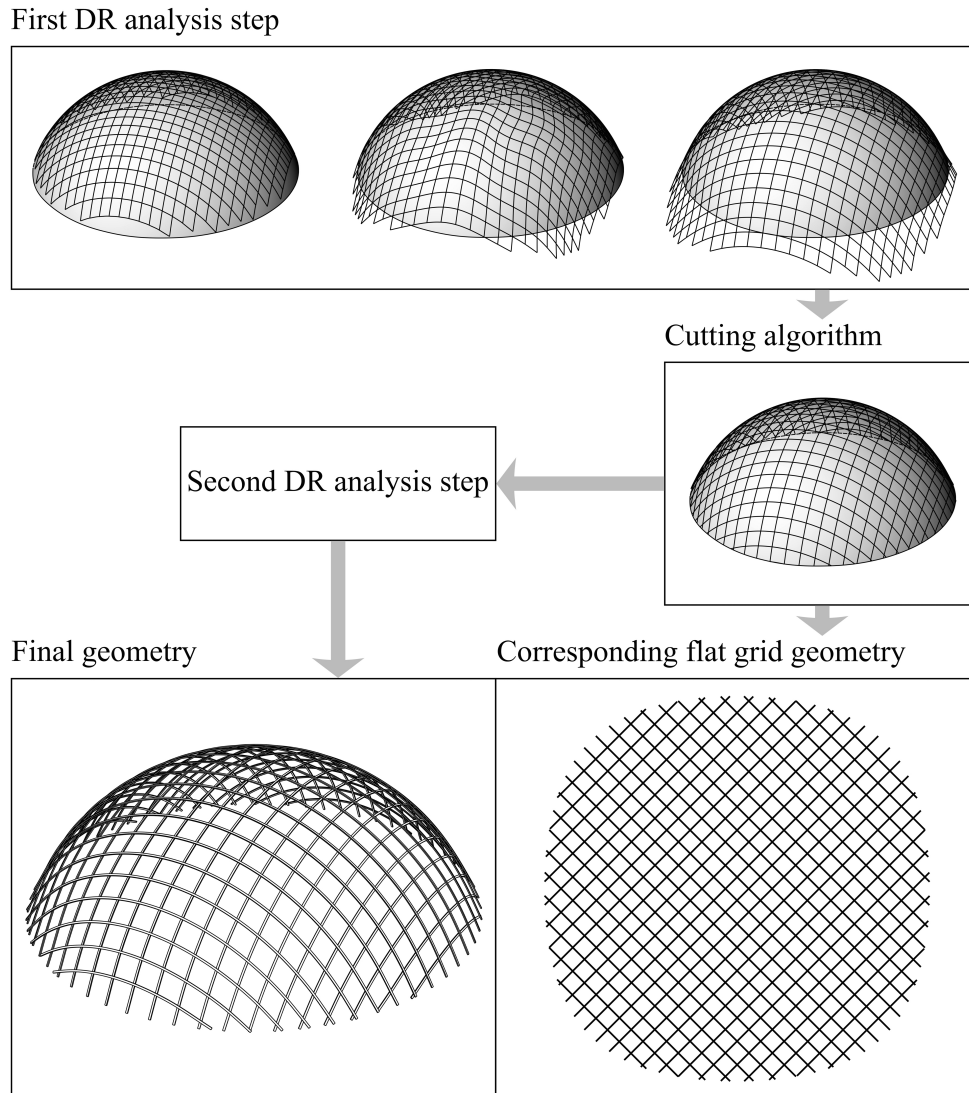 First DR analysis step
Cutting algorithm
Second DR analysis step
Final geometry
Corresponding flat grid geometry